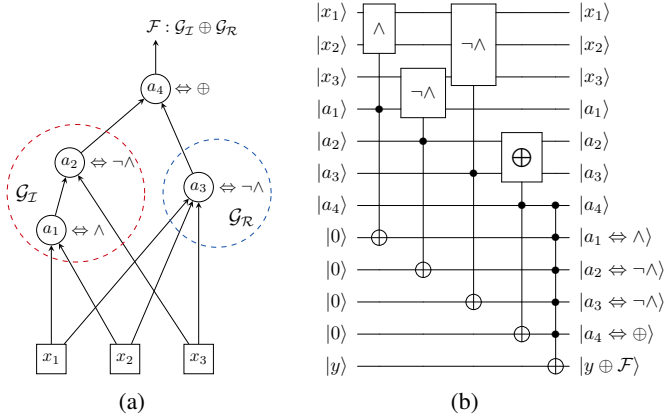 ℱ : 𝒢_ℐ ⊕ 𝒢_ℛ
a₄ ⇔ ⊕
a₂ ⇔ ¬∧
a₃ ⇔ ¬∧
𝒢_ℐ
𝒢_ℛ
a₁ ⇔ ∧
x₁ x₂ x₃
(a)
|x₁⟩ ∧ ¬∧ |x₁⟩
|x₂⟩ |x₂⟩
|x₃⟩ ¬∧ |x₃⟩
|a₁⟩ |a₁⟩
|a₂⟩ ⊕ |a₂⟩
|a₃⟩ |a₃⟩
|a₄⟩ |a₄⟩
|0⟩ |a₁ ⇔ ∧⟩
|0⟩ |a₂ ⇔ ¬∧⟩
|0⟩ |a₃ ⇔ ¬∧⟩
|0⟩ |a₄ ⇔ ⊕⟩
|y⟩ |y ⊕ ℱ⟩
(b)